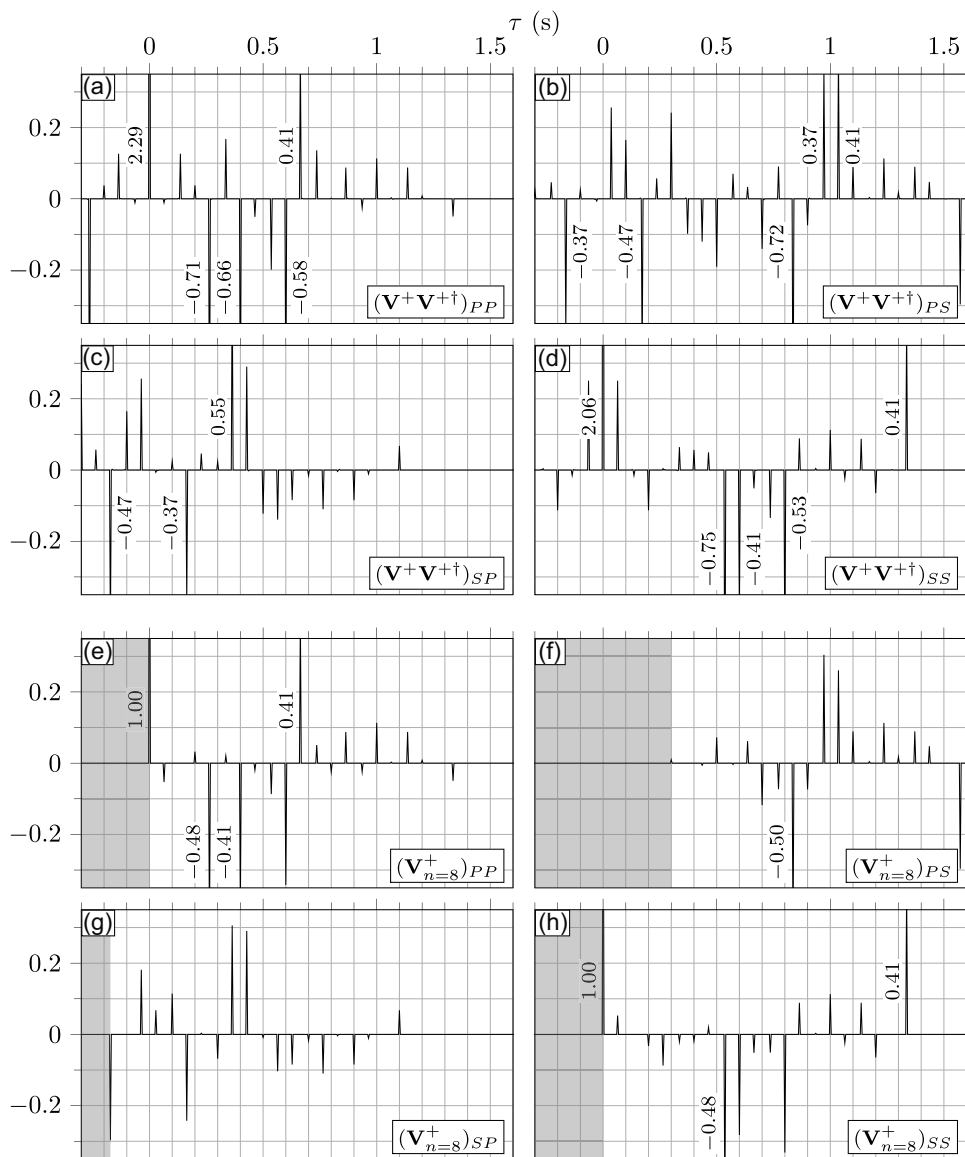 τ (s)
0 0.5 1 1.5 0 0.5 1 1.5
(a) (b)
0.2
0
−0.2
2.29
−0.71
−0.66
−0.58
0.41
(V⁺V⁺†)PP
−0.37
−0.47
−0.72
0.37
0.41
(V⁺V⁺†)PS
(c) (d)
0.2
0
−0.2
−0.47
−0.37
0.55
(V⁺V⁺†)SP
2.06
−0.75
−0.41
−0.53
0.41
(V⁺V⁺†)SS
(e) (f)
0.2
0
−0.2
1.00
−0.48
−0.41
0.41
(V⁺n=8)PP
−0.50
(V⁺n=8)PS
(g) (h)
0.2
0
−0.2
(V⁺n=8)SP
1.00
−0.48
0.41
(V⁺n=8)SS